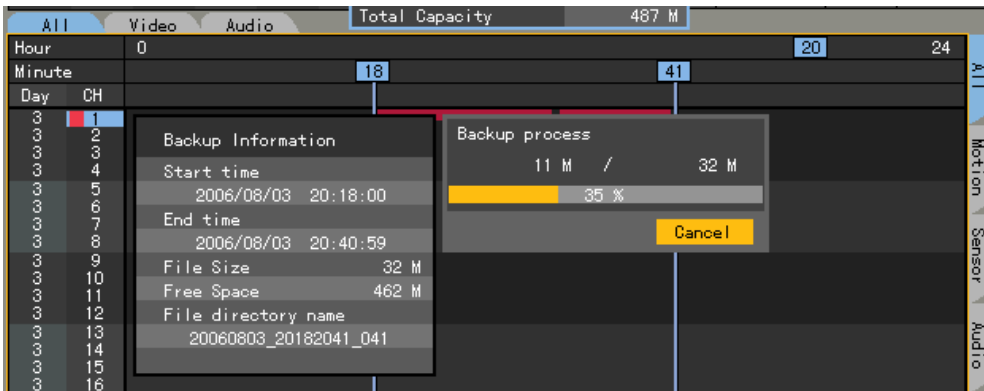 Total Capacity 487 M
All Video Audio
Hour 0 20 24
Minute 18 41
Day CH
3 1
3 2
3 3
3 4
3 5
3 6
3 7
3 8
3 9
3 10
3 11
3 12
3 13
3 14
3 15
3 16
Backup Information
Start time
2006/08/03 20:18:00
End time
2006/08/03 20:40:59
File Size 32 M
Free Space 462 M
File directory name
20060803_20182041_041
Backup process
11 M / 32 M
35 %
Cancel
All
Motion
Sensor
Audio